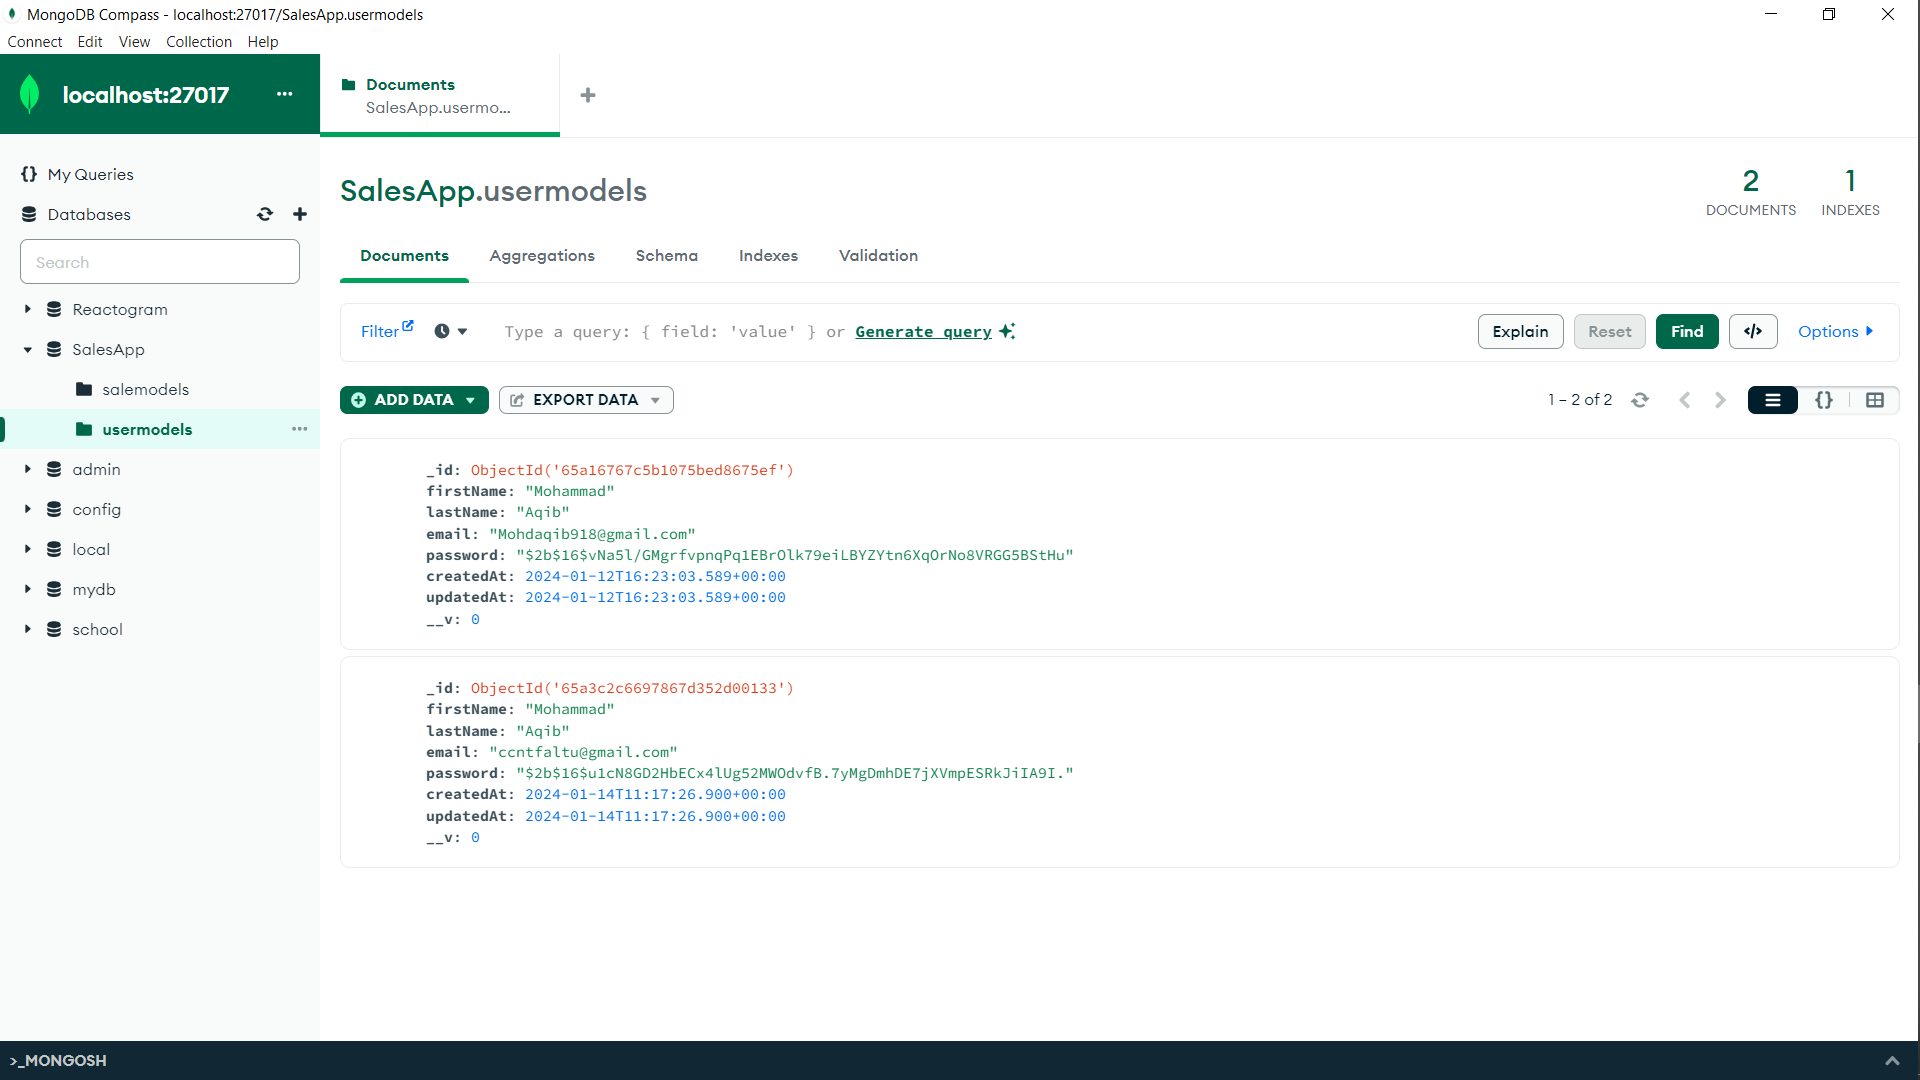 MongoDB Compass - localhost:27017/SalesApp.usermodels
Connect Edit View Collection Help
localhost:27017 ...
Documents
SalesApp.usermo...
My Queries
Databases
Search
Reactogram
SalesApp
salemodels
usermodels
admin
config
local
mydb
school
SalesApp.usermodels
2
DOCUMENTS
1
INDEXES
Documents Aggregations Schema Indexes Validation
Filter Type a query: { field: 'value' } or Generate query Explain Reset Find </> Options
ADD DATA EXPORT DATA 1 – 2 of 2 {}
_id: ObjectId('65a16767c5b1075bed8675ef')
firstName: "Mohammad"
lastName: "Aqib"
email: "Mohdaqib918@gmail.com"
password: "$2b$16$vNa5l/GMgrfvpnqPq1EBrOlk79eiLBYZYtn6XqOrNo8VRGG5BStHu"
createdAt: 2024-01-12T16:23:03.589+00:00
updatedAt: 2024-01-12T16:23:03.589+00:00
__v: 0
_id: ObjectId('65a3c2c6697867d352d00133')
firstName: "Mohammad"
lastName: "Aqib"
email: "ccntfaltu@gmail.com"
password: "$2b$16$u1cN8GD2HbECx4lUg52MWOdvfB.7yMgDmhDE7jXVmpESRkJiIA9I."
createdAt: 2024-01-14T11:17:26.900+00:00
updatedAt: 2024-01-14T11:17:26.900+00:00
__v: 0
>_MONGOSH